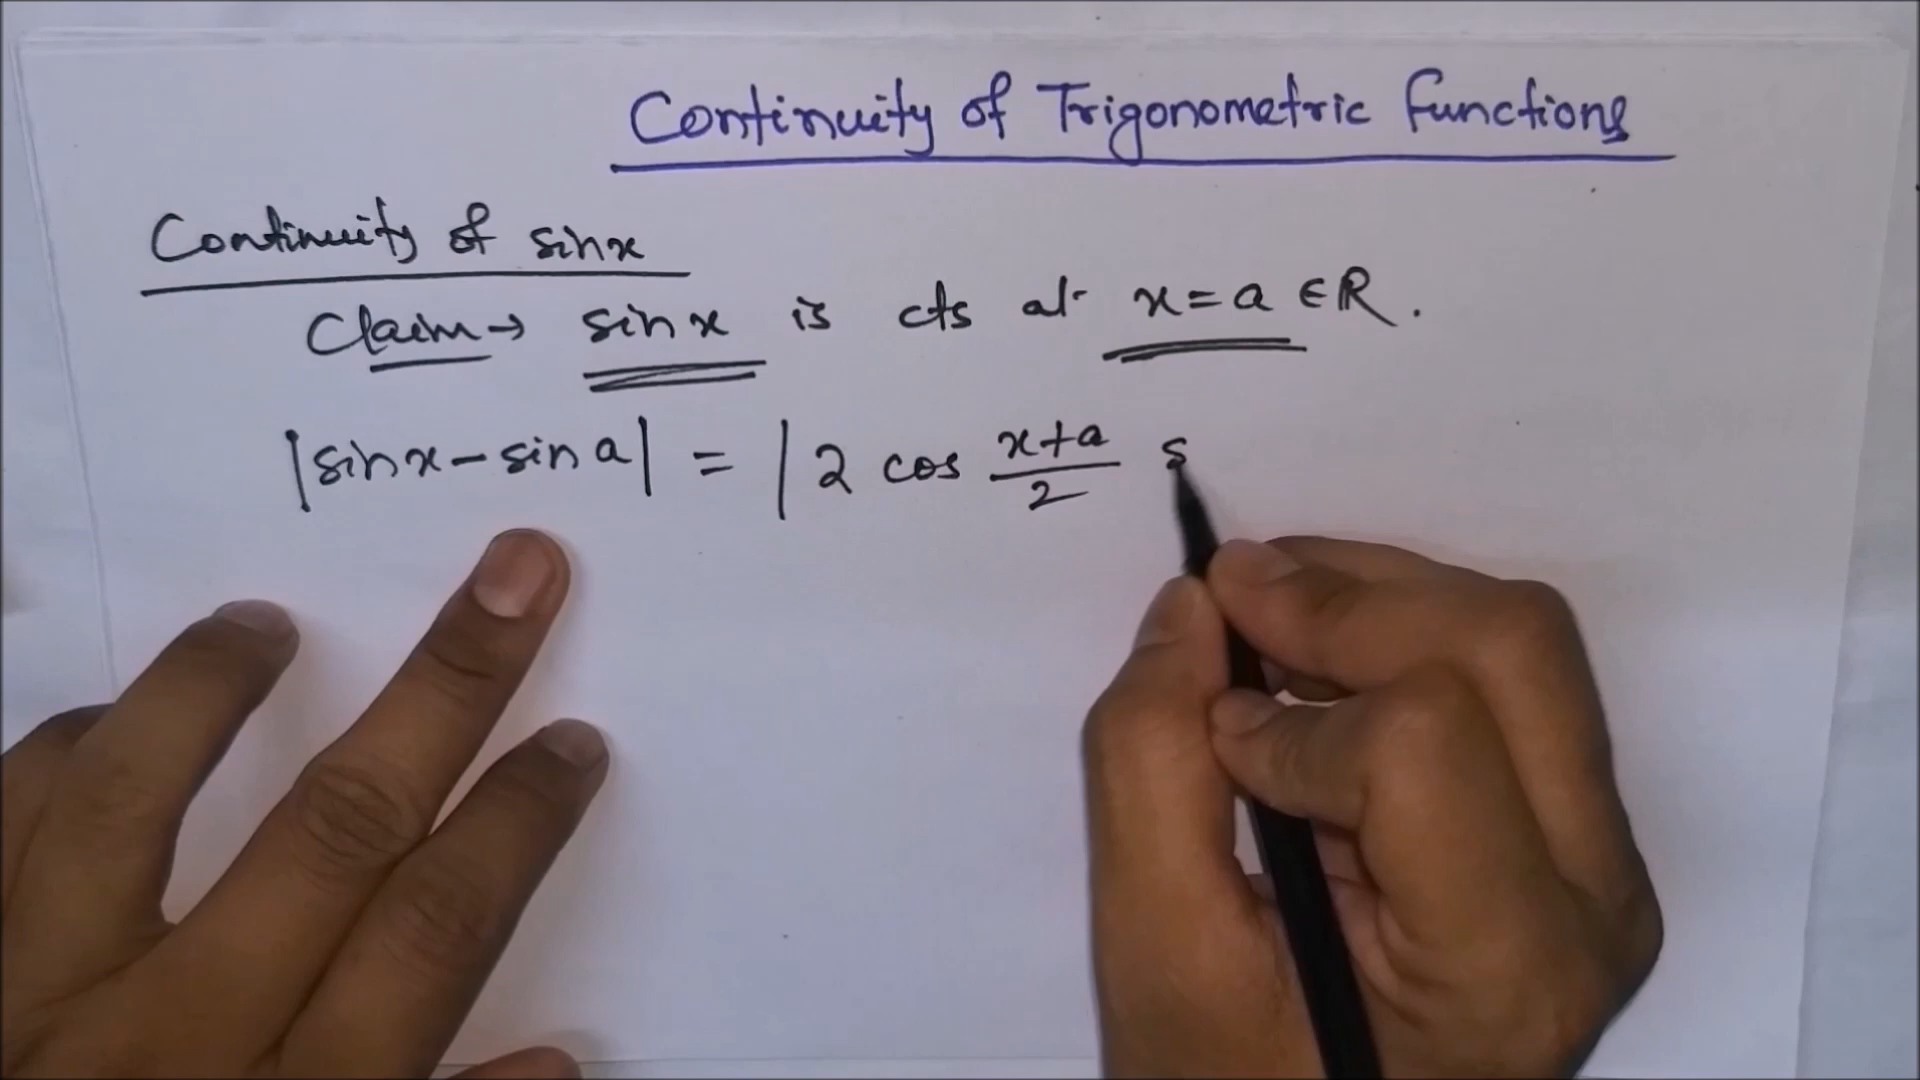 Continuity of Trigonometric functions
Continuity of sinx
Claim → sinx is cts at x = a ∈ R.
|sinx - sin a| = | 2 cos (x+a)/2 s